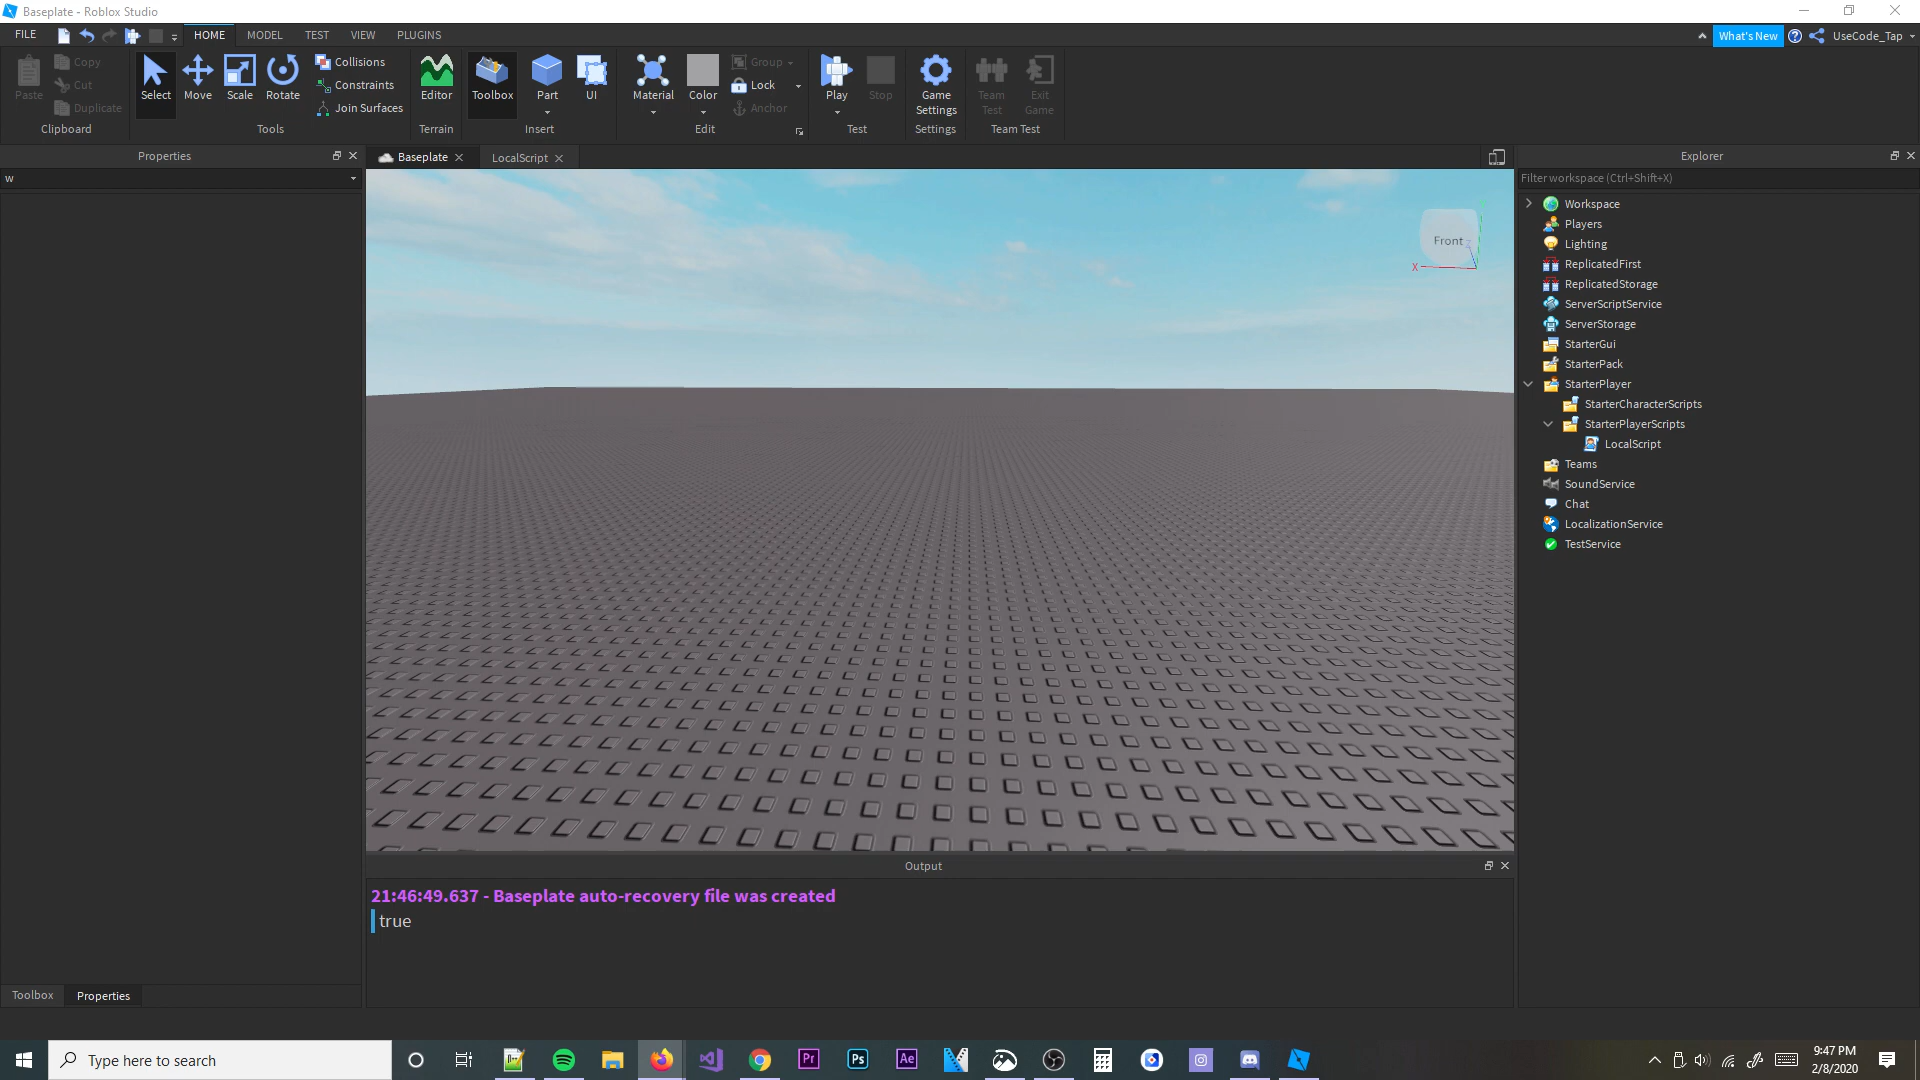 Baseplate - Roblox Studio
FILE
HOME
MODEL
TEST
VIEW
PLUGINS
What's New
UseCode_Tap
Paste
Copy
Cut
Duplicate
Clipboard
Select
Move
Scale
Rotate
Collisions
Constraints
Join Surfaces
Tools
Editor
Terrain
Toolbox
Part
UI
Insert
Material
Color
Group
Lock
Anchor
Edit
Play
Stop
Test
Game
Settings
Settings
Team
Test
Exit
Game
Team Test
Properties
w
Baseplate
LocalScript
Front
X
Z
Explorer
Filter workspace (Ctrl+Shift+X)
Workspace
Players
Lighting
ReplicatedFirst
ReplicatedStorage
ServerScriptService
ServerStorage
StarterGui
StarterPack
StarterPlayer
StarterCharacterScripts
StarterPlayerScripts
LocalScript
Teams
SoundService
Chat
LocalizationService
TestService
Output
21:46:49.637 - Baseplate auto-recovery file was created
true
Toolbox
Properties
Type here to search
Pr
Ps
Ae
9:47 PM
2/8/2020